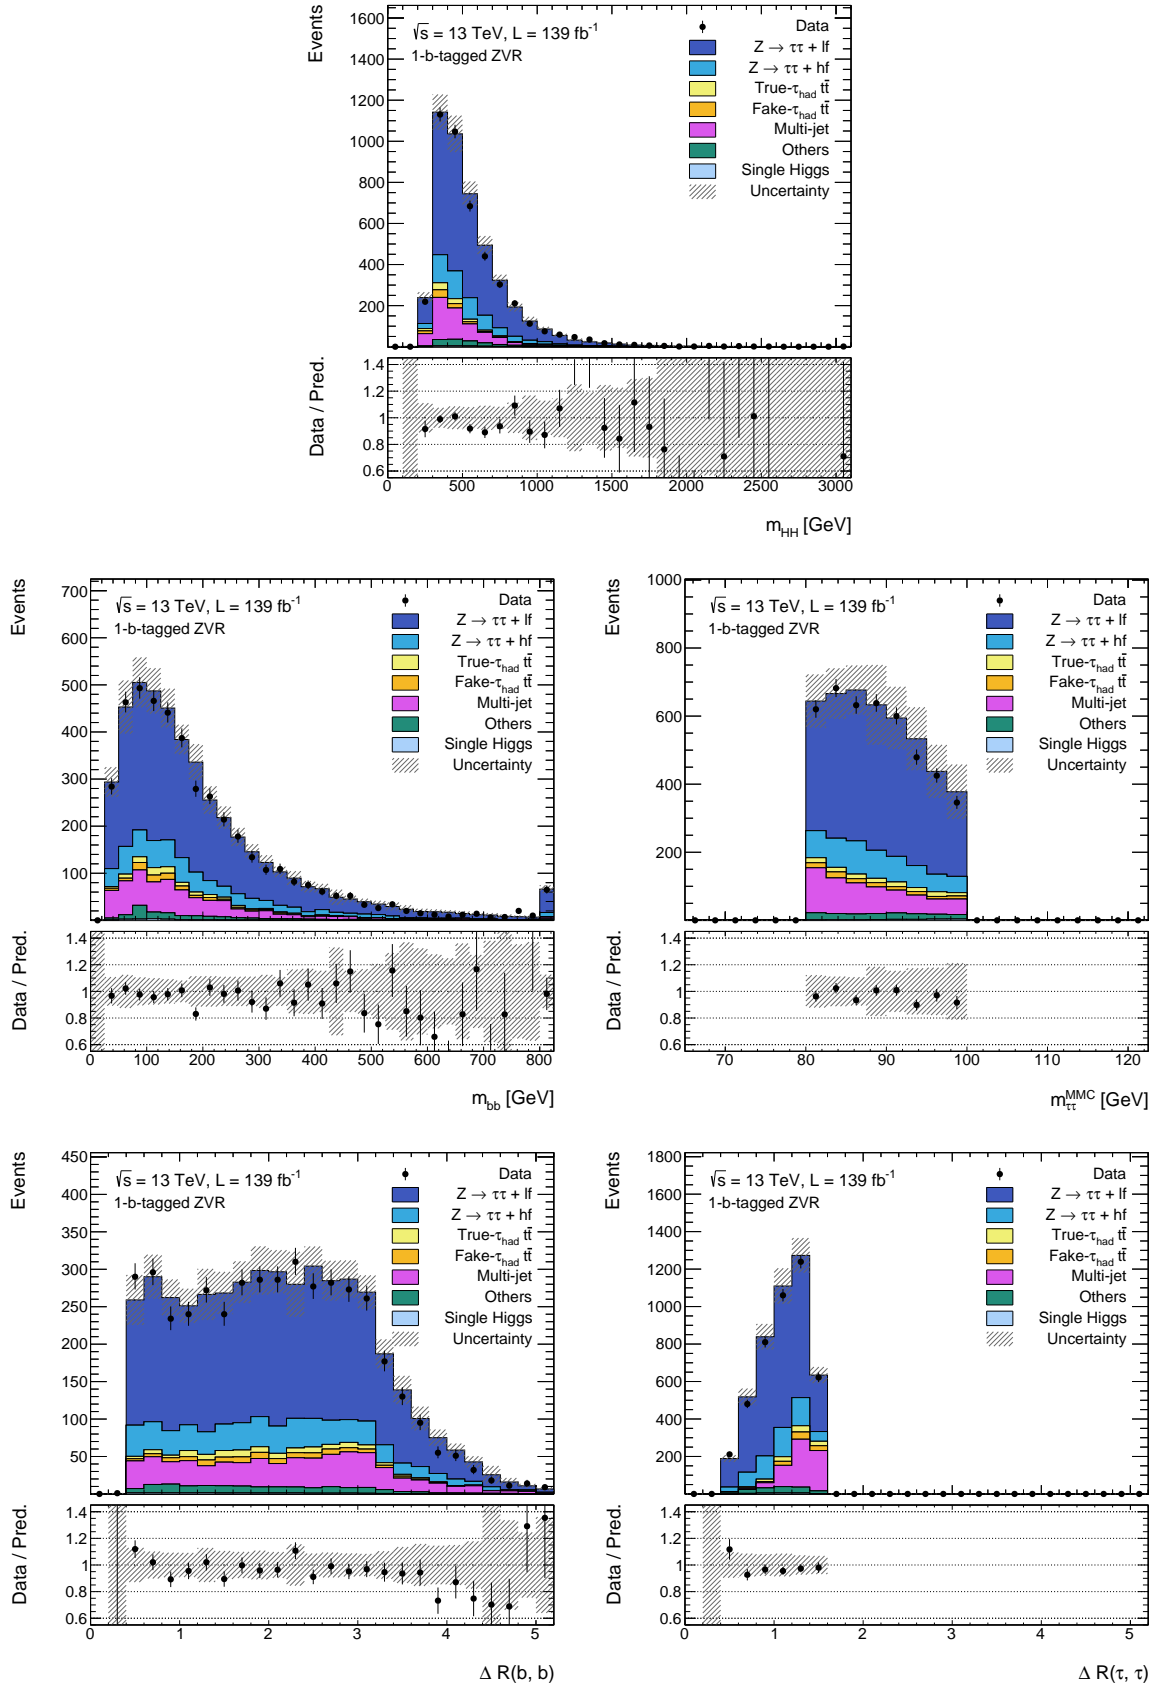 Events
√s = 13 TeV, L = 139 fb⁻¹
1-b-tagged ZVR
Data
Z → ττ + lf
Z → ττ + hf
True-τhad tt̄
Fake-τhad tt̄
Multi-jet
Others
Single Higgs
Uncertainty
1600
1400
1200
1000
800
600
400
200
Data / Pred.
1.4
1.2
1
0.8
0.6
0 500 1000 1500 2000 2500 3000
mHH [GeV]
Events
√s = 13 TeV, L = 139 fb⁻¹
1-b-tagged ZVR
Data
Z → ττ + lf
Z → ττ + hf
True-τhad tt̄
Fake-τhad tt̄
Multi-jet
Others
Single Higgs
Uncertainty
700
600
500
400
300
200
100
Data / Pred.
1.4
1.2
1
0.8
0.6
0 100 200 300 400 500 600 700 800
mbb [GeV]
Events
√s = 13 TeV, L = 139 fb⁻¹
1-b-tagged ZVR
Data
Z → ττ + lf
Z → ττ + hf
True-τhad tt̄
Fake-τhad tt̄
Multi-jet
Others
Single Higgs
Uncertainty
1000
800
600
400
200
Data / Pred.
1.4
1.2
1
0.8
0.6
70 80 90 100 110 120
mττMMC [GeV]
Events
√s = 13 TeV, L = 139 fb⁻¹
1-b-tagged ZVR
Data
Z → ττ + lf
Z → ττ + hf
True-τhad tt̄
Fake-τhad tt̄
Multi-jet
Others
Single Higgs
Uncertainty
450
400
350
300
250
200
150
100
50
Data / Pred.
1.4
1.2
1
0.8
0.6
0 1 2 3 4 5
Δ R(b, b)
Events
√s = 13 TeV, L = 139 fb⁻¹
1-b-tagged ZVR
Data
Z → ττ + lf
Z → ττ + hf
True-τhad tt̄
Fake-τhad tt̄
Multi-jet
Others
Single Higgs
Uncertainty
1800
1600
1400
1200
1000
800
600
400
200
Data / Pred.
1.4
1.2
1
0.8
0.6
0 1 2 3 4 5
Δ R(τ, τ)